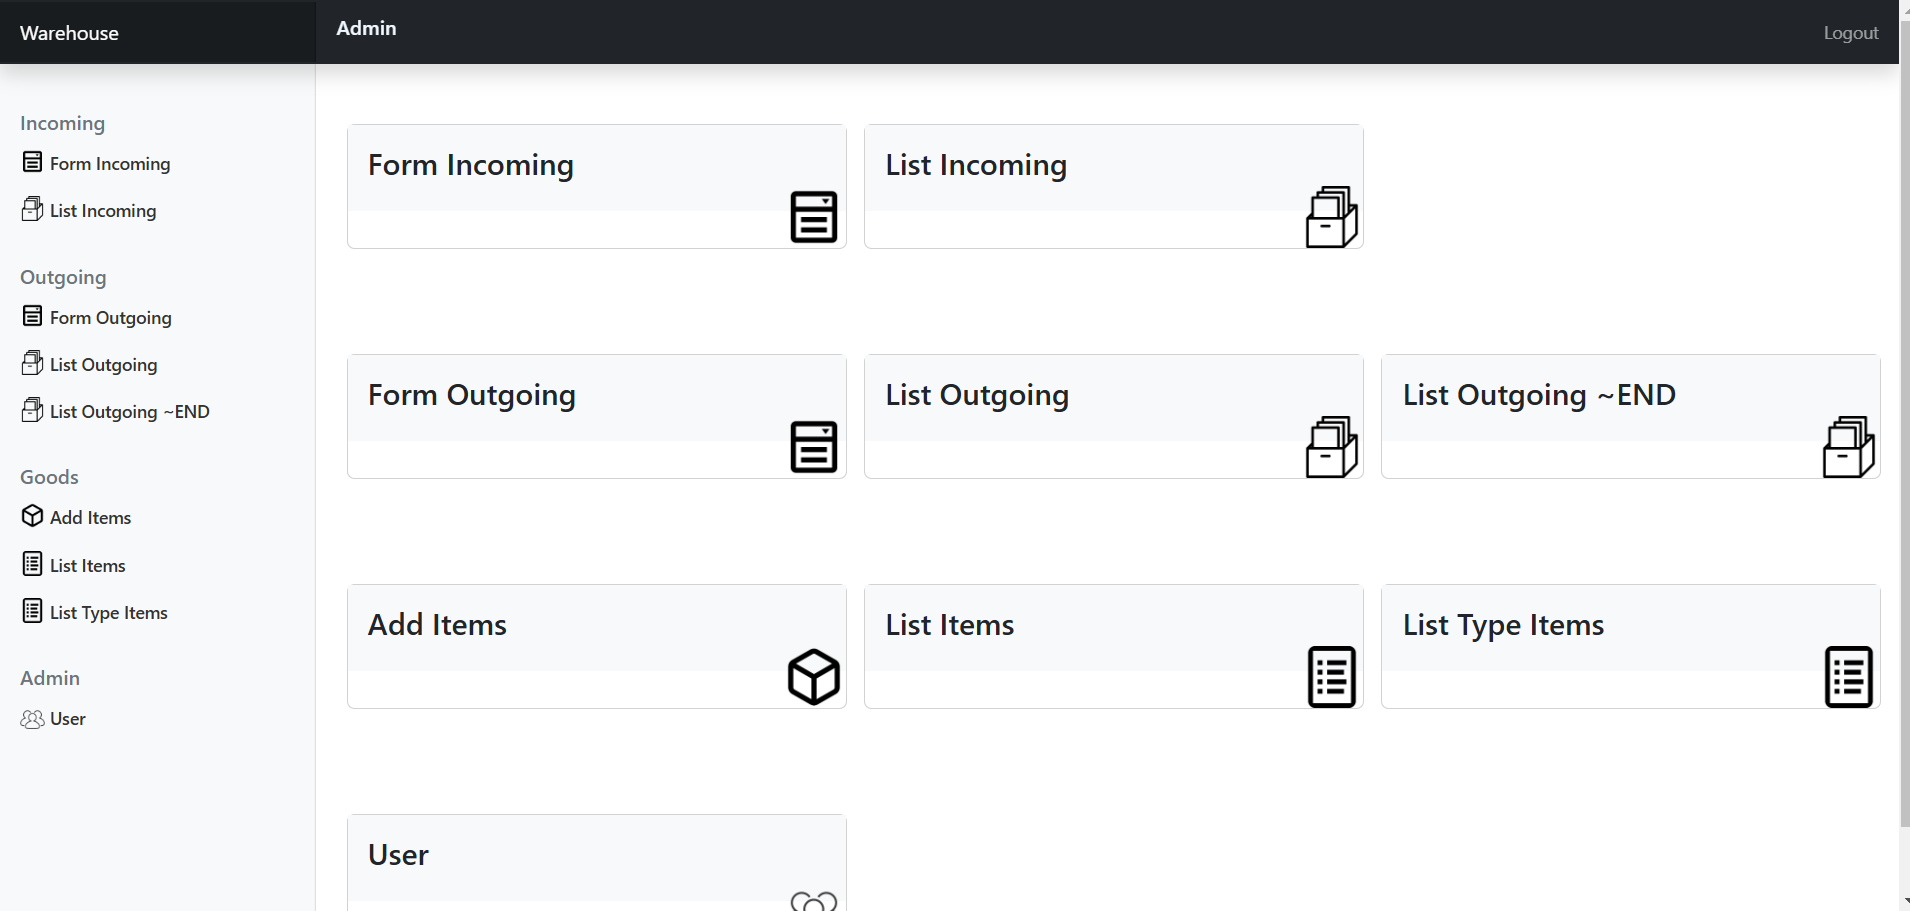 Warehouse
Admin
Logout
Incoming
Form Incoming
List Incoming
Outgoing
Form Outgoing
List Outgoing
List Outgoing ~END
Goods
Add Items
List Items
List Type Items
Admin
User
Form Incoming
List Incoming
Form Outgoing
List Outgoing
List Outgoing ~END
Add Items
List Items
List Type Items
User